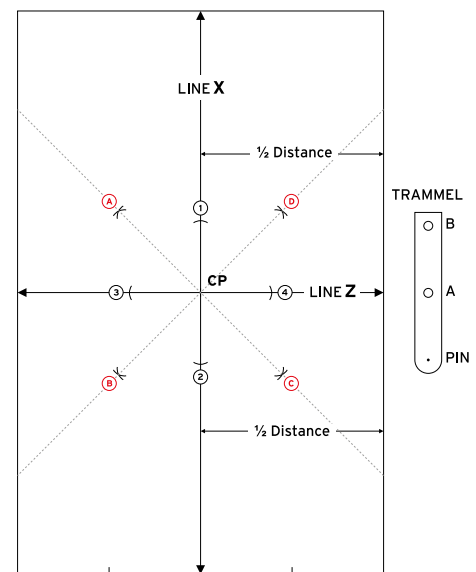 LINE X
½ Distance
TRAMMEL
A
1
D
B
CP
3
4
LINE Z
A
PIN
2
B
C
½ Distance